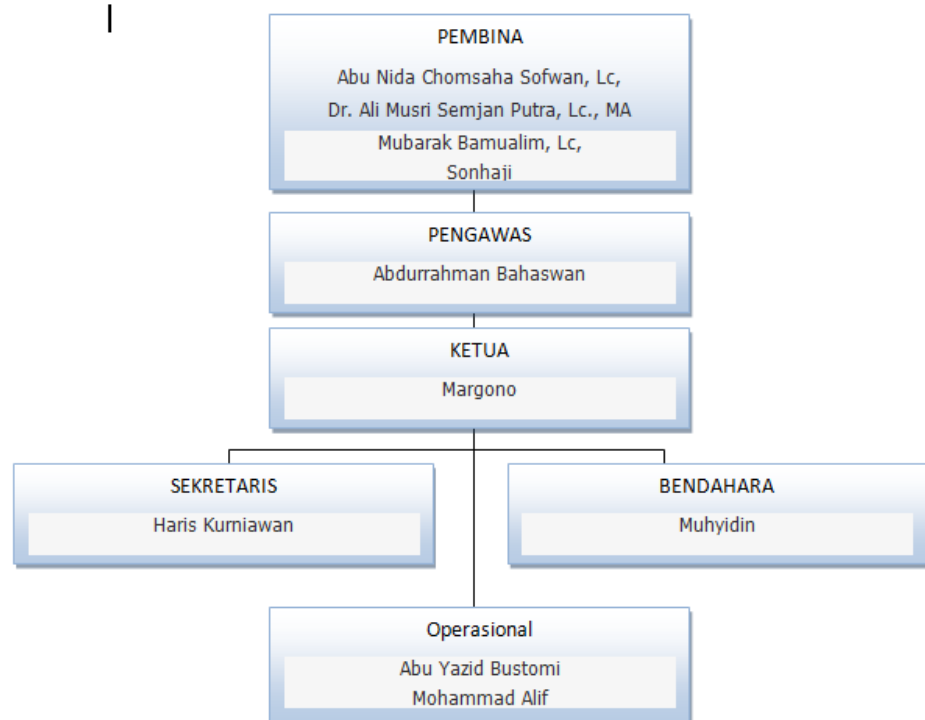 PEMBINA
Abu Nida Chomsaha Sofwan, Lc,
Dr. Ali Musri Semjan Putra, Lc., MA
Mubarak Bamualim, Lc,
Sonhaji
PENGAWAS
Abdurrahman Bahaswan
KETUA
Margono
SEKRETARIS
Haris Kurniawan
BENDAHARA
Muhyidin
Operasional
Abu Yazid Bustomi
Mohammad Alif